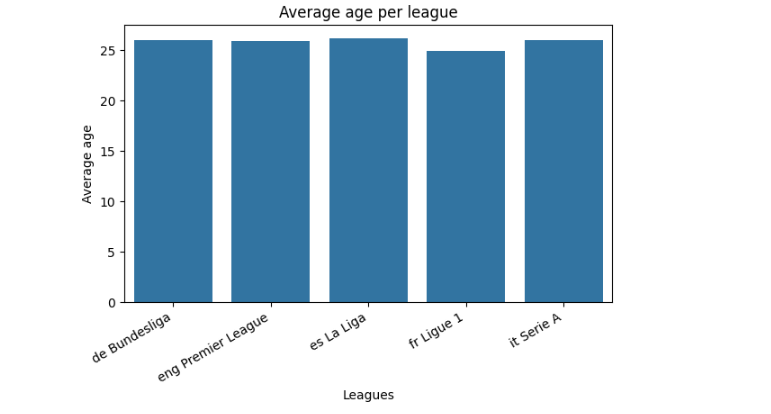 Average age per league
25
20
15
10
5
0
Average age
de Bundesliga
eng Premier League
es La Liga
fr Ligue 1
it Serie A
Leagues